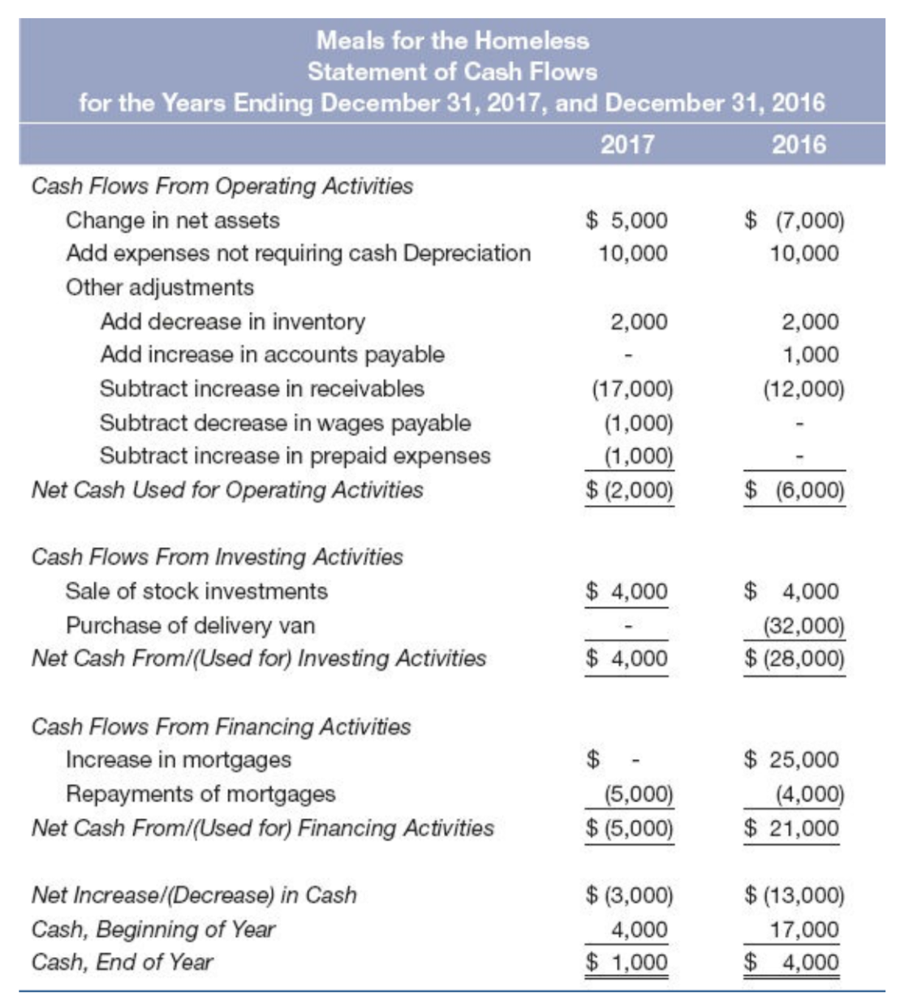 Meals for the Homeless
Statement of Cash Flows
for the Years Ending December 31, 2017, and December 31, 2016
2017 2016
Cash Flows From Operating Activities
Change in net assets $ 5,000 $ (7,000)
Add expenses not requiring cash Depreciation 10,000 10,000
Other adjustments
Add decrease in inventory 2,000 2,000
Add increase in accounts payable - 1,000
Subtract increase in receivables (17,000) (12,000)
Subtract decrease in wages payable (1,000) -
Subtract increase in prepaid expenses (1,000) -
Net Cash Used for Operating Activities $ (2,000) $ (6,000)
Cash Flows From Investing Activities
Sale of stock investments $ 4,000 $ 4,000
Purchase of delivery van - (32,000)
Net Cash From/(Used for) Investing Activities $ 4,000 $ (28,000)
Cash Flows From Financing Activities
Increase in mortgages $ - $ 25,000
Repayments of mortgages (5,000) (4,000)
Net Cash From/(Used for) Financing Activities $ (5,000) $ 21,000
Net Increase/(Decrease) in Cash $ (3,000) $ (13,000)
Cash, Beginning of Year 4,000 17,000
Cash, End of Year $ 1,000 $ 4,000